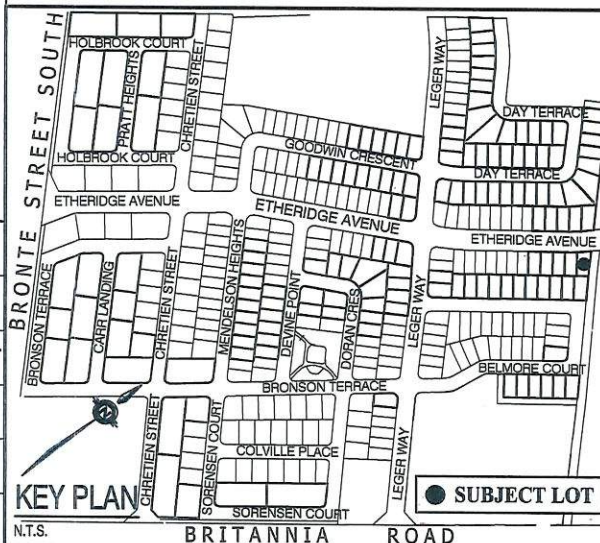 HOLBROOK COURT
BRONTE STREET SOUTH
PRATT HEIGHTS
CHRETIEN STREET
LEGER WAY
DAY TERRACE
GOODWIN CRESCENT
HOLBROOK COURT
DAY TERRACE
ETHERIDGE AVENUE
ETHERIDGE AVENUE
ETHERIDGE AVENUE
BRONSON TERRACE
CARR LANDING
CHRETIEN STREET
MENDELSON HEIGHTS
DEVINE POINT
DORAN CRES
LEGER WAY
BELMORE COURT
BRONSON TERRACE
N
CHRETIEN STREET
SORENSEN COURT
COLVILLE PLACE
LEGER WAY
KEY PLAN
SUBJECT LOT
SORENSEN COURT
N.T.S.
BRITANNIA ROAD